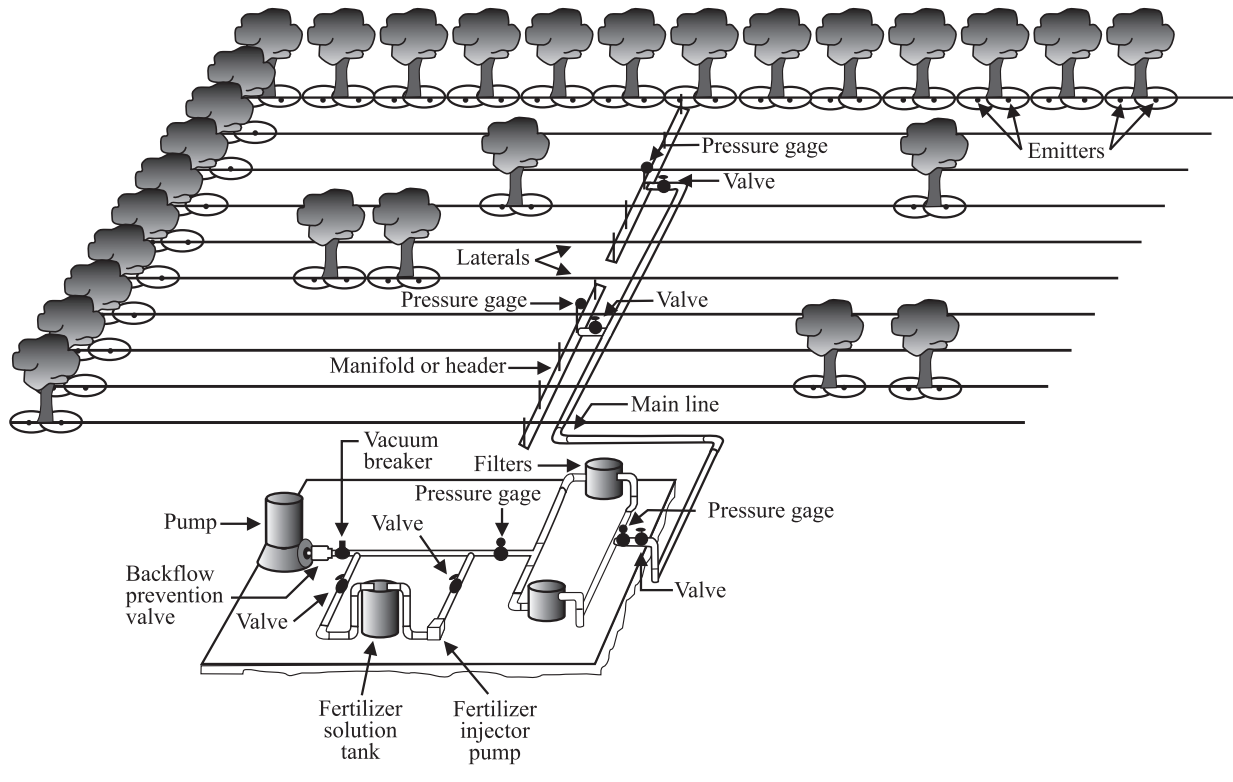 Pressure gage
Emitters
Valve
Laterals
Pressure gage
Valve
Manifold or header
Main line
Vacuum
breaker
Filters
Pressure gage
Pump
Valve
Pressure gage
Backflow
prevention
valve
Valve
Valve
Fertilizer
solution
tank
Fertilizer
injector
pump